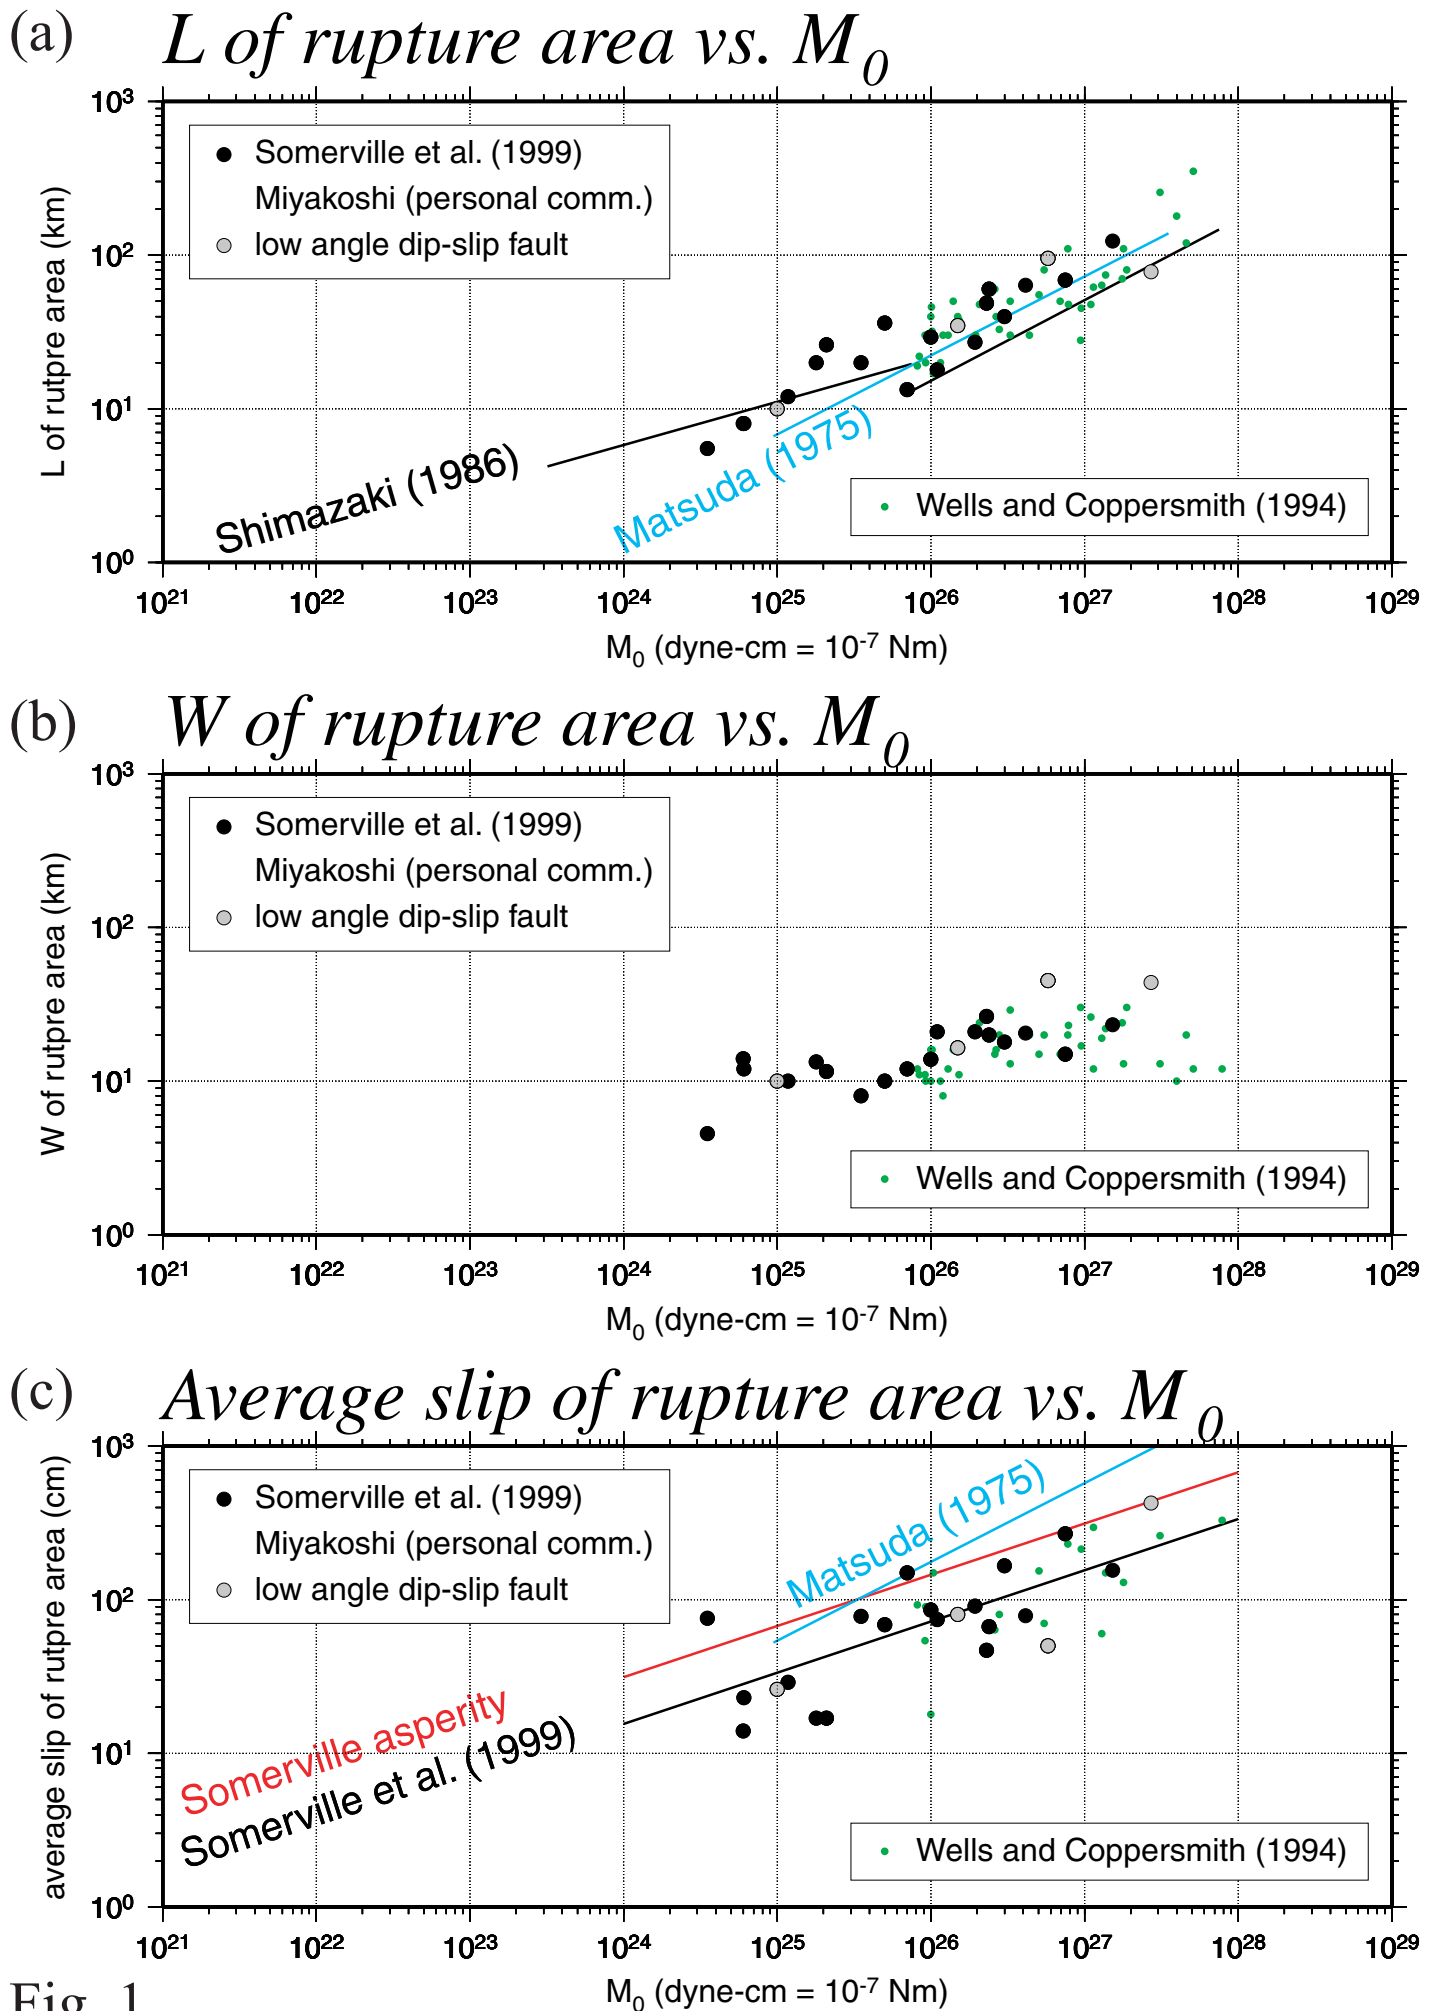 (a) L of rupture area vs. M0
10^3
Somerville et al. (1999)
Miyakoshi (personal comm.)
low angle dip-slip fault
10^2
L of rutpre area (km)
10^1
Shimazaki (1986)
Matsuda (1975)
Wells and Coppersmith (1994)
10^0
10^21 10^22 10^23 10^24 10^25 10^26 10^27 10^28 10^29
M0 (dyne-cm = 10^-7 Nm)
(b) W of rupture area vs. M0
10^3
Somerville et al. (1999)
Miyakoshi (personal comm.)
low angle dip-slip fault
10^2
W of rutpre area (km)
10^1
Wells and Coppersmith (1994)
10^0
10^21 10^22 10^23 10^24 10^25 10^26 10^27 10^28 10^29
M0 (dyne-cm = 10^-7 Nm)
(c) Average slip of rupture area vs. M0
10^3
Somerville et al. (1999)
Miyakoshi (personal comm.)
low angle dip-slip fault
Matsuda (1975)
10^2
average slip of rutpre area (cm)
Somerville asperity
Somerville et al. (1999)
10^1
Wells and Coppersmith (1994)
10^0
10^21 10^22 10^23 10^24 10^25 10^26 10^27 10^28 10^29
M0 (dyne-cm = 10^-7 Nm)
Fig. 1